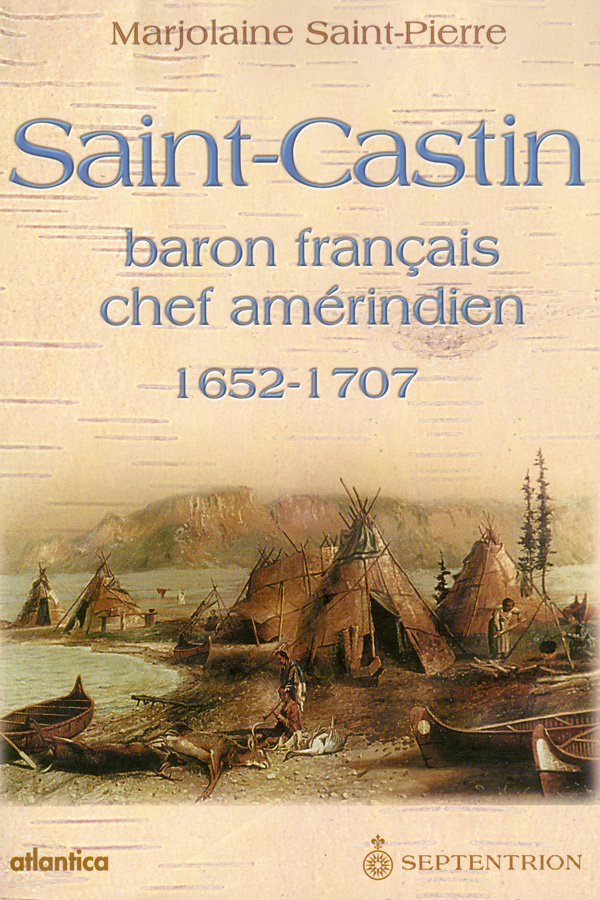 Marjolaine Saint-Pierre
Saint-Castin
baron français
chef amérindien
1652-1707
atlantica
SEPTENTRION